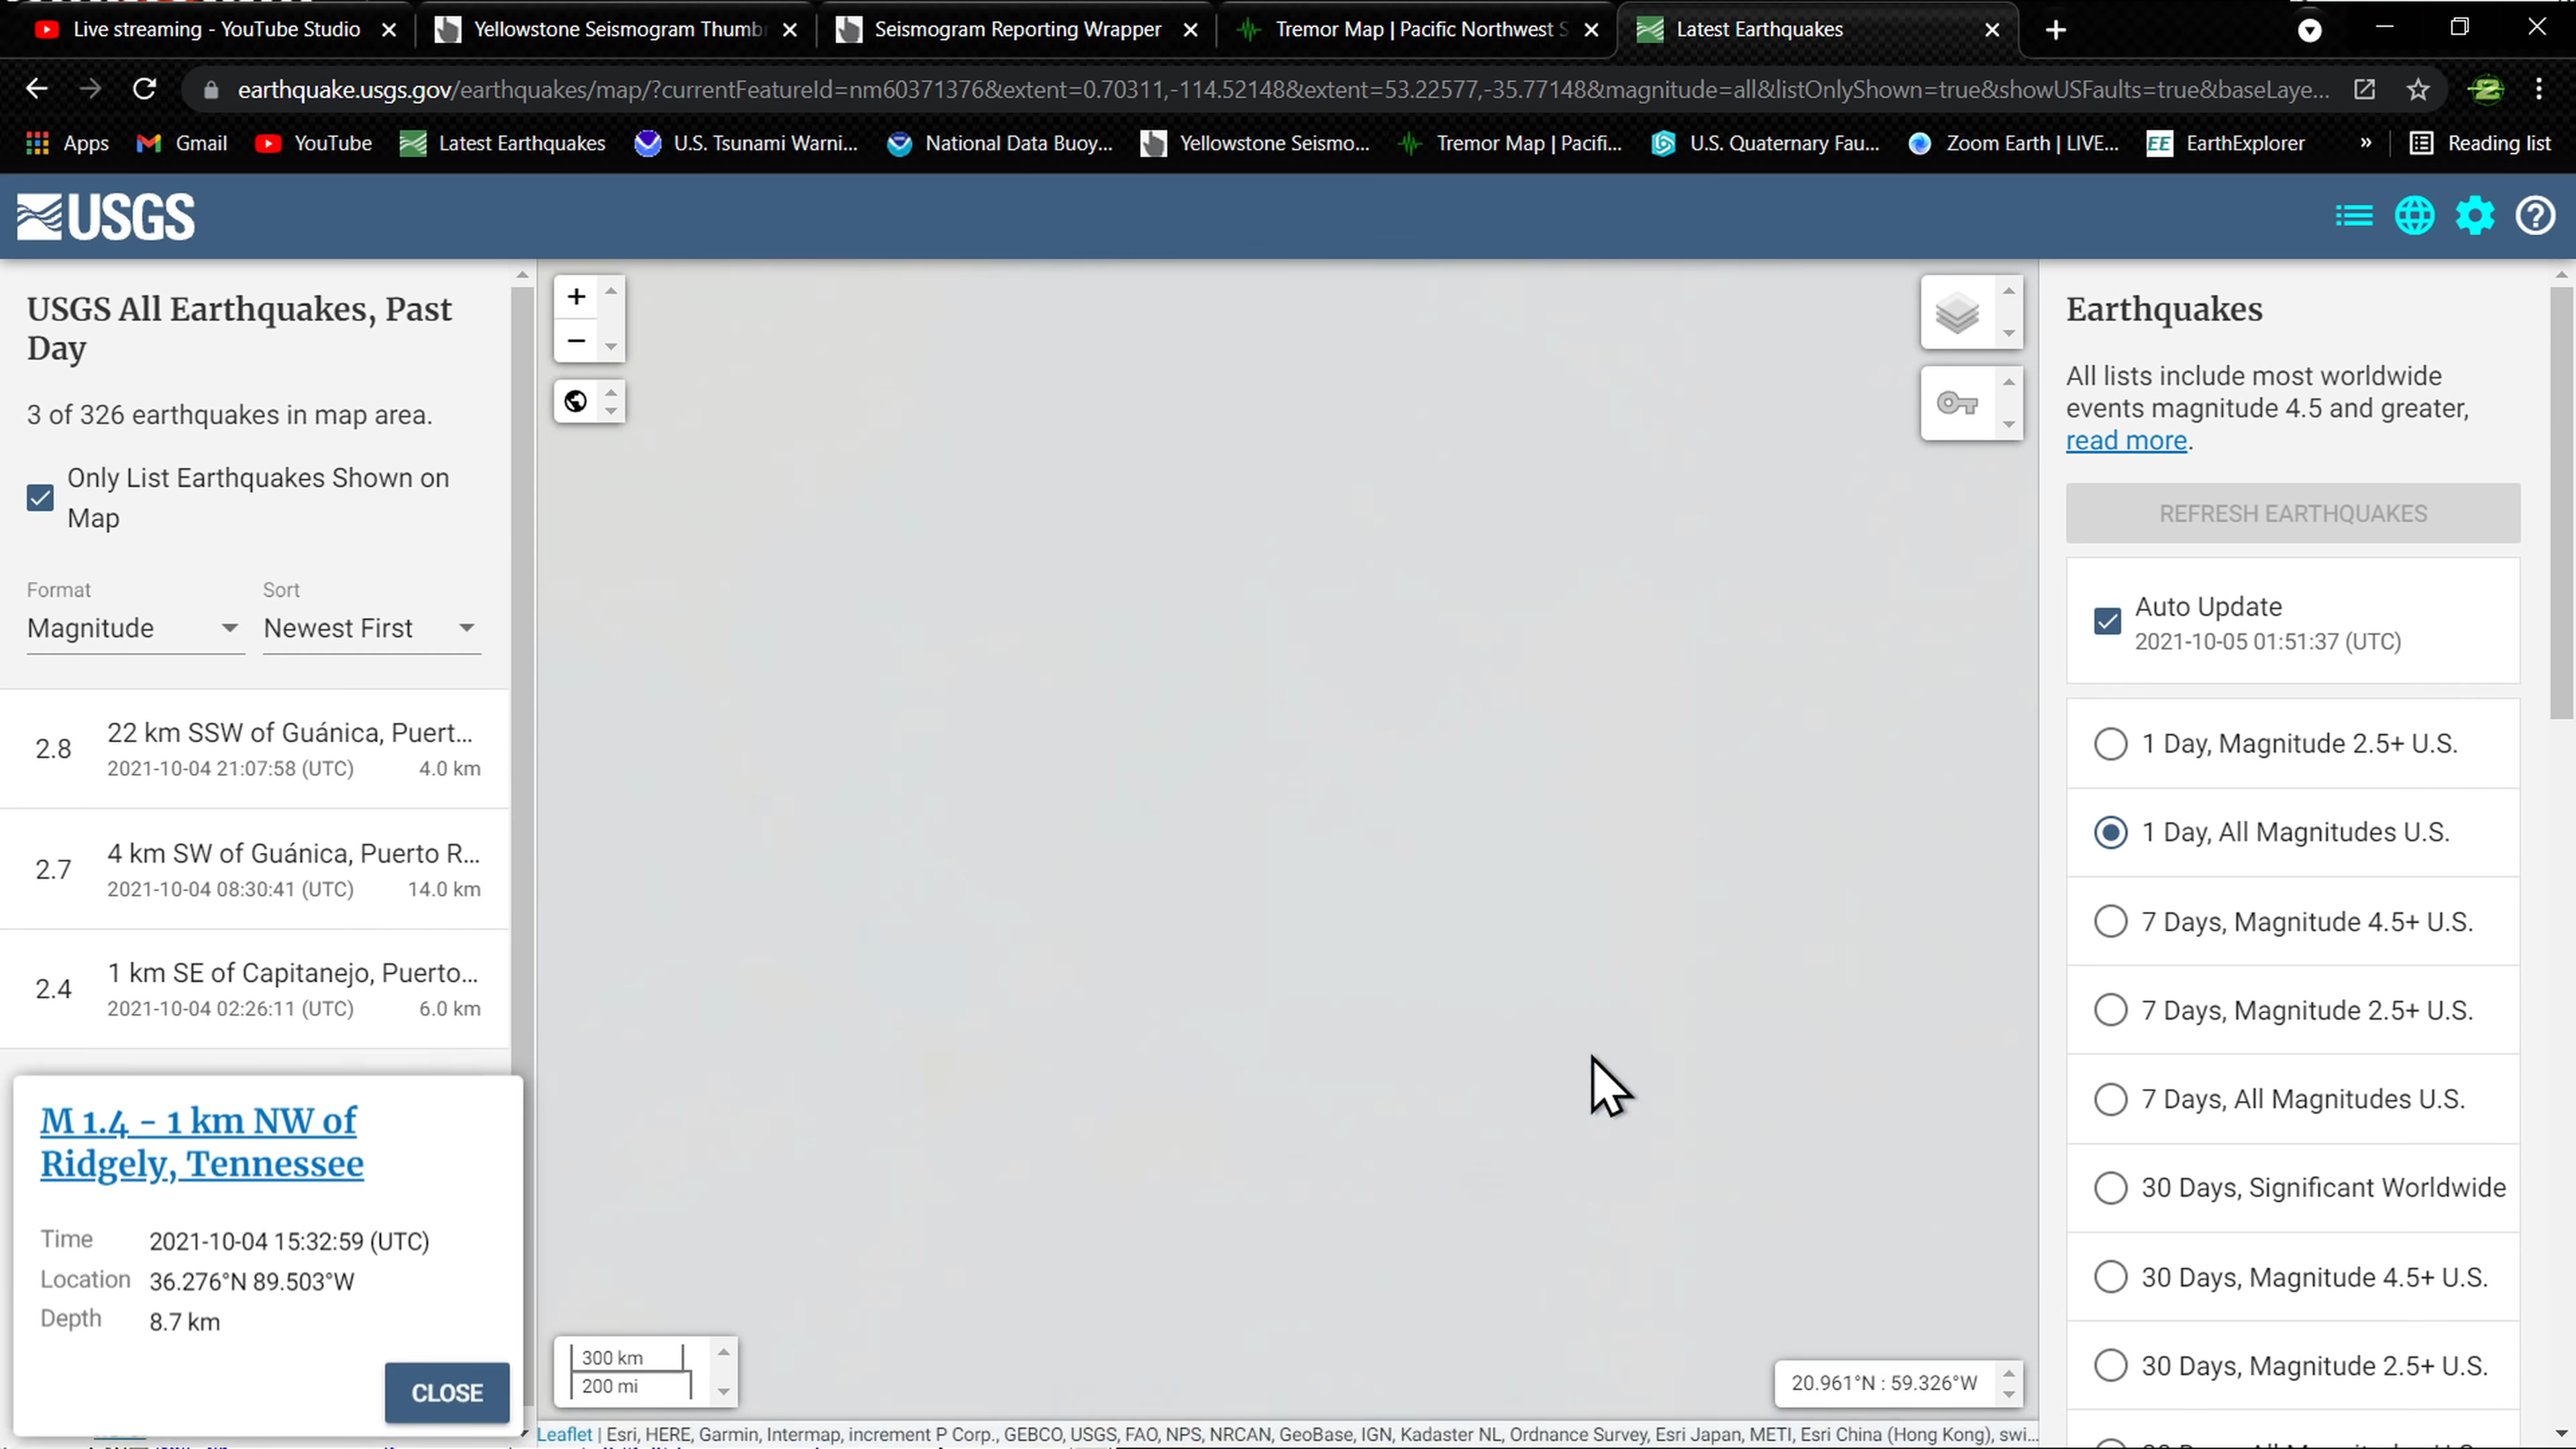 Live streaming - YouTube Studio
Yellowstone Seismogram Thumb
Seismogram Reporting Wrapper
Tremor Map | Pacific Northwest S
Latest Earthquakes
earthquake.usgs.gov/earthquakes/map/?currentFeatureId=nm60371376&extent=0.70311,-114.52148&extent=53.22577,-35.77148&magnitude=all&listOnlyShown=true&showUSFaults=true&baseLaye...
Apps
Gmail
YouTube
Latest Earthquakes
U.S. Tsunami Warni...
National Data Buoy...
Yellowstone Seismo...
Tremor Map | Pacifi...
U.S. Quaternary Fau...
Zoom Earth | LIVE...
EE
EarthExplorer
»
Reading list
USGS
USGS All Earthquakes, Past
Day
3 of 326 earthquakes in map area.
Only List Earthquakes Shown on
Map
Format
Magnitude
Sort
Newest First
2.8
22 km SSW of Guánica, Puert...
2021-10-04 21:07:58 (UTC)
4.0 km
2.7
4 km SW of Guánica, Puerto R...
2021-10-04 08:30:41 (UTC)
14.0 km
2.4
1 km SE of Capitanejo, Puerto...
2021-10-04 02:26:11 (UTC)
6.0 km
M 1.4 - 1 km NW of
Ridgely, Tennessee
Time
2021-10-04 15:32:59 (UTC)
Location
36.276°N 89.503°W
Depth
8.7 km
CLOSE
+
−
300 km
200 mi
20.961°N : 59.326°W
Leaflet | Esri, HERE, Garmin, Intermap, increment P Corp., GEBCO, USGS, FAO, NPS, NRCAN, GeoBase, IGN, Kadaster NL, Ordnance Survey, Esri Japan, METI, Esri China (Hong Kong), swi...
Earthquakes
All lists include most worldwide
events magnitude 4.5 and greater,
read more.
REFRESH EARTHQUAKES
Auto Update
2021-10-05 01:51:37 (UTC)
1 Day, Magnitude 2.5+ U.S.
1 Day, All Magnitudes U.S.
7 Days, Magnitude 4.5+ U.S.
7 Days, Magnitude 2.5+ U.S.
7 Days, All Magnitudes U.S.
30 Days, Significant Worldwide
30 Days, Magnitude 4.5+ U.S.
30 Days, Magnitude 2.5+ U.S.